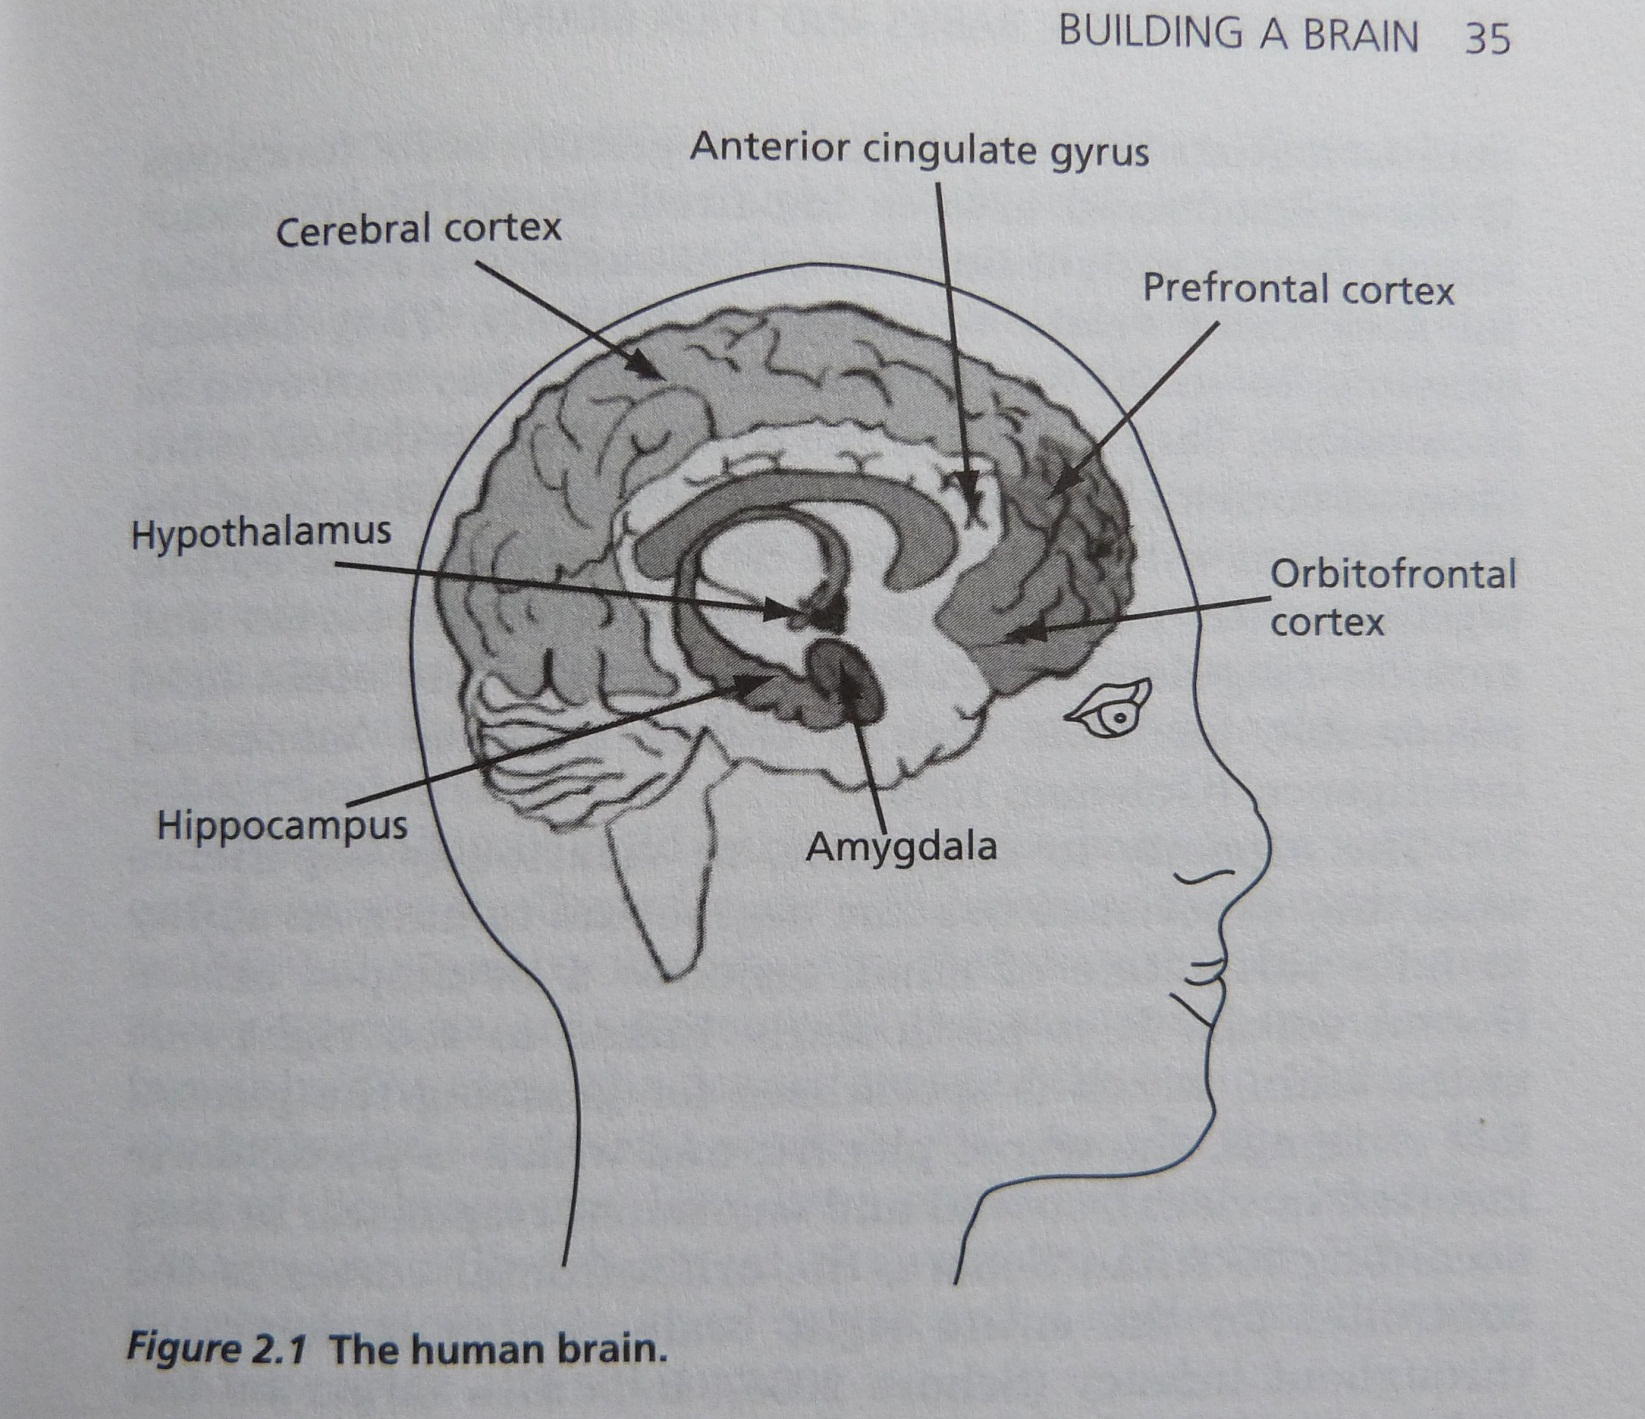 BUILDING A BRAIN 35
Anterior cingulate gyrus
Cerebral cortex
Prefrontal cortex
Hypothalamus
Orbitofrontal
cortex
Hippocampus
Amygdala
Figure 2.1 The human brain.